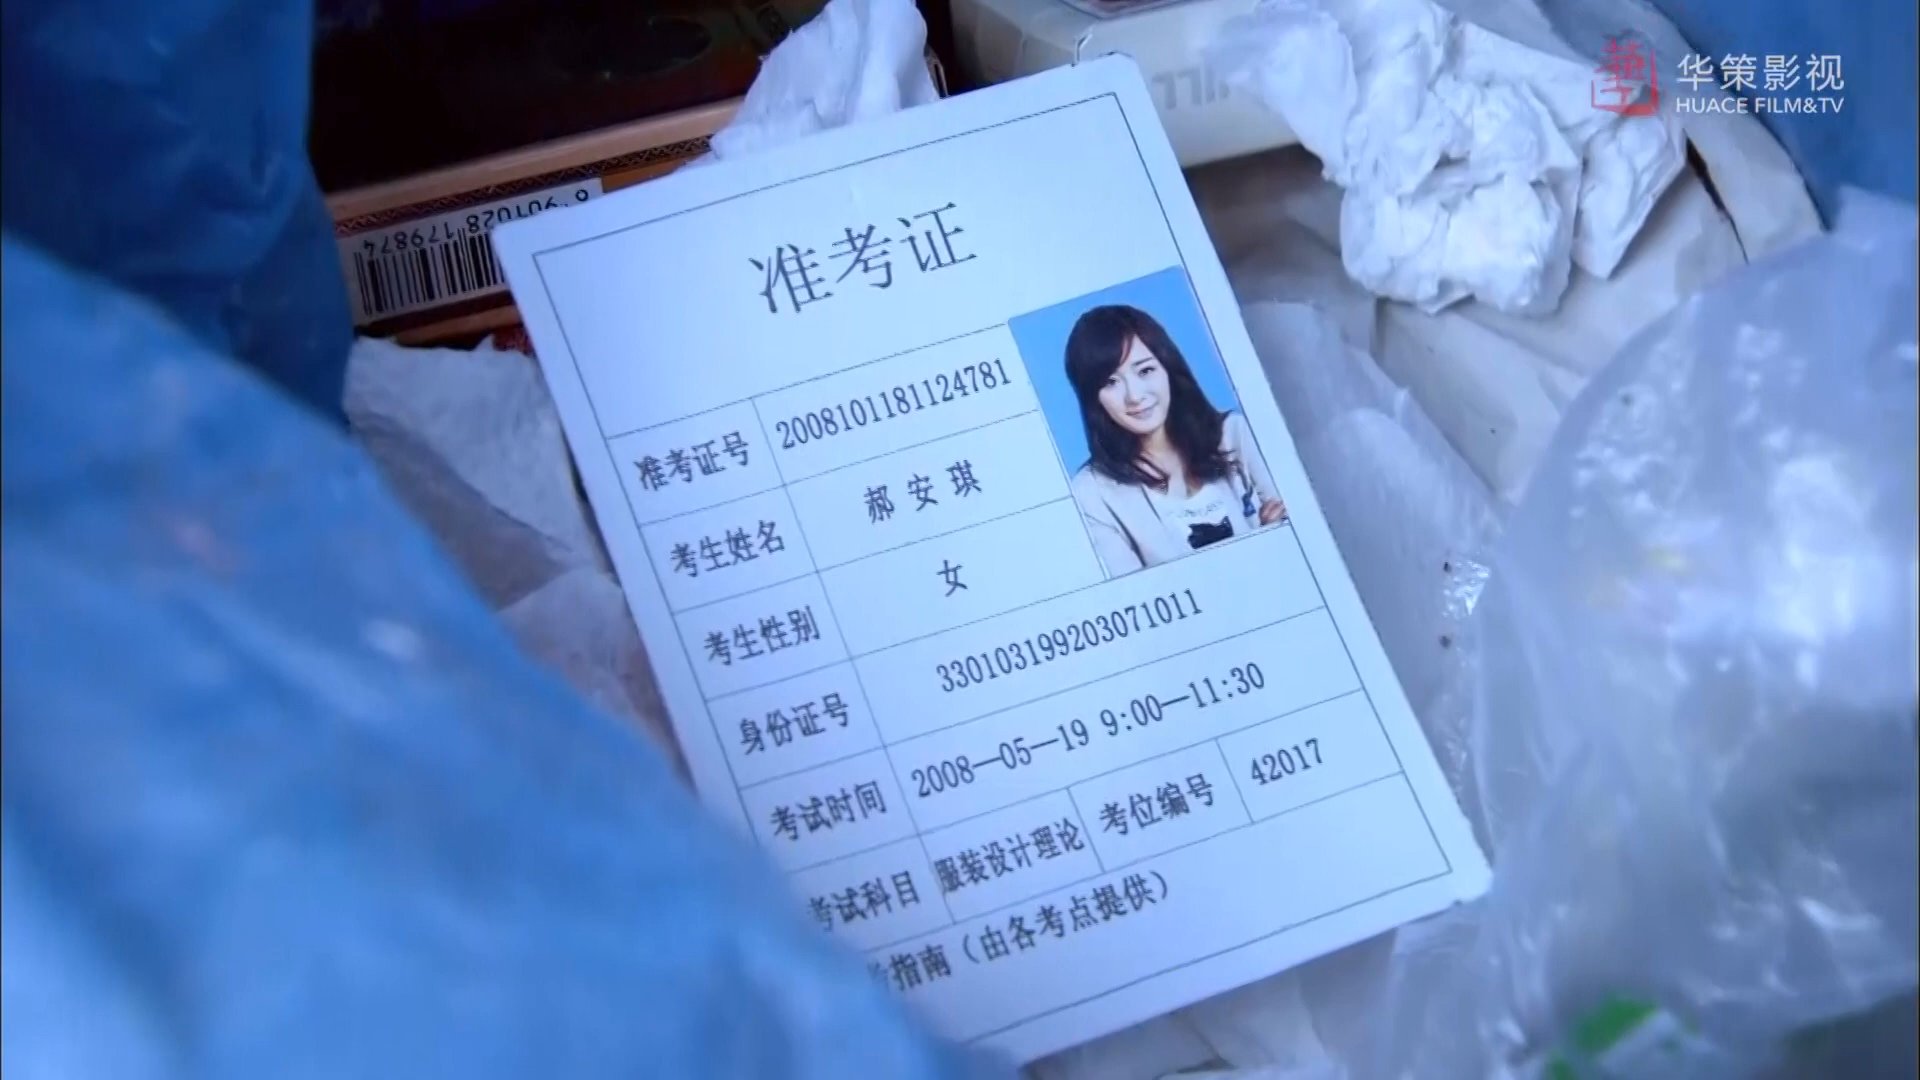 华策影视
HUACE FILM&TV
6 901028 179874
准考证
准考证号 2008101181124781
考生姓名 郝安琪
考生性别 女
身份证号 330103199203071011
考试时间 2008—05—19 9:00—11:30
考试科目 服装设计理论 考位编号 42017
指南（由各考点提供）